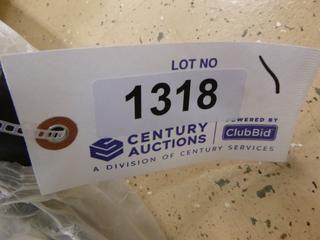 LOT NO
1318
CENTURY
AUCTIONS
POWERED BY
ClubBid
A DIVISION OF CENTURY SERVICES